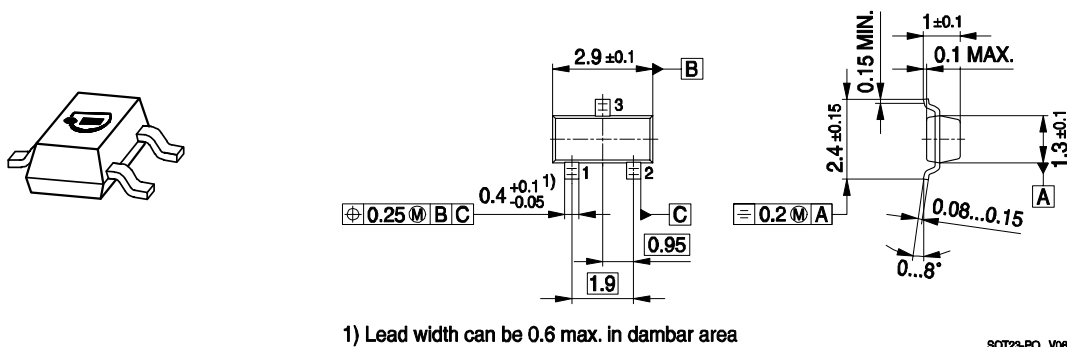 2.9 ±0.1
B
3
1
2
0.4 +0.1 -0.05 1)
⌖ 0.25 Ⓜ B C
C
0.95
1.9
1) Lead width can be 0.6 max. in dambar area
0.15 MIN.
1 ±0.1
0.1 MAX.
2.4 ±0.15
1.3 ±0.1
A
⌯ 0.2 Ⓜ A
0.08...0.15
0...8°
SOT23-PO V08